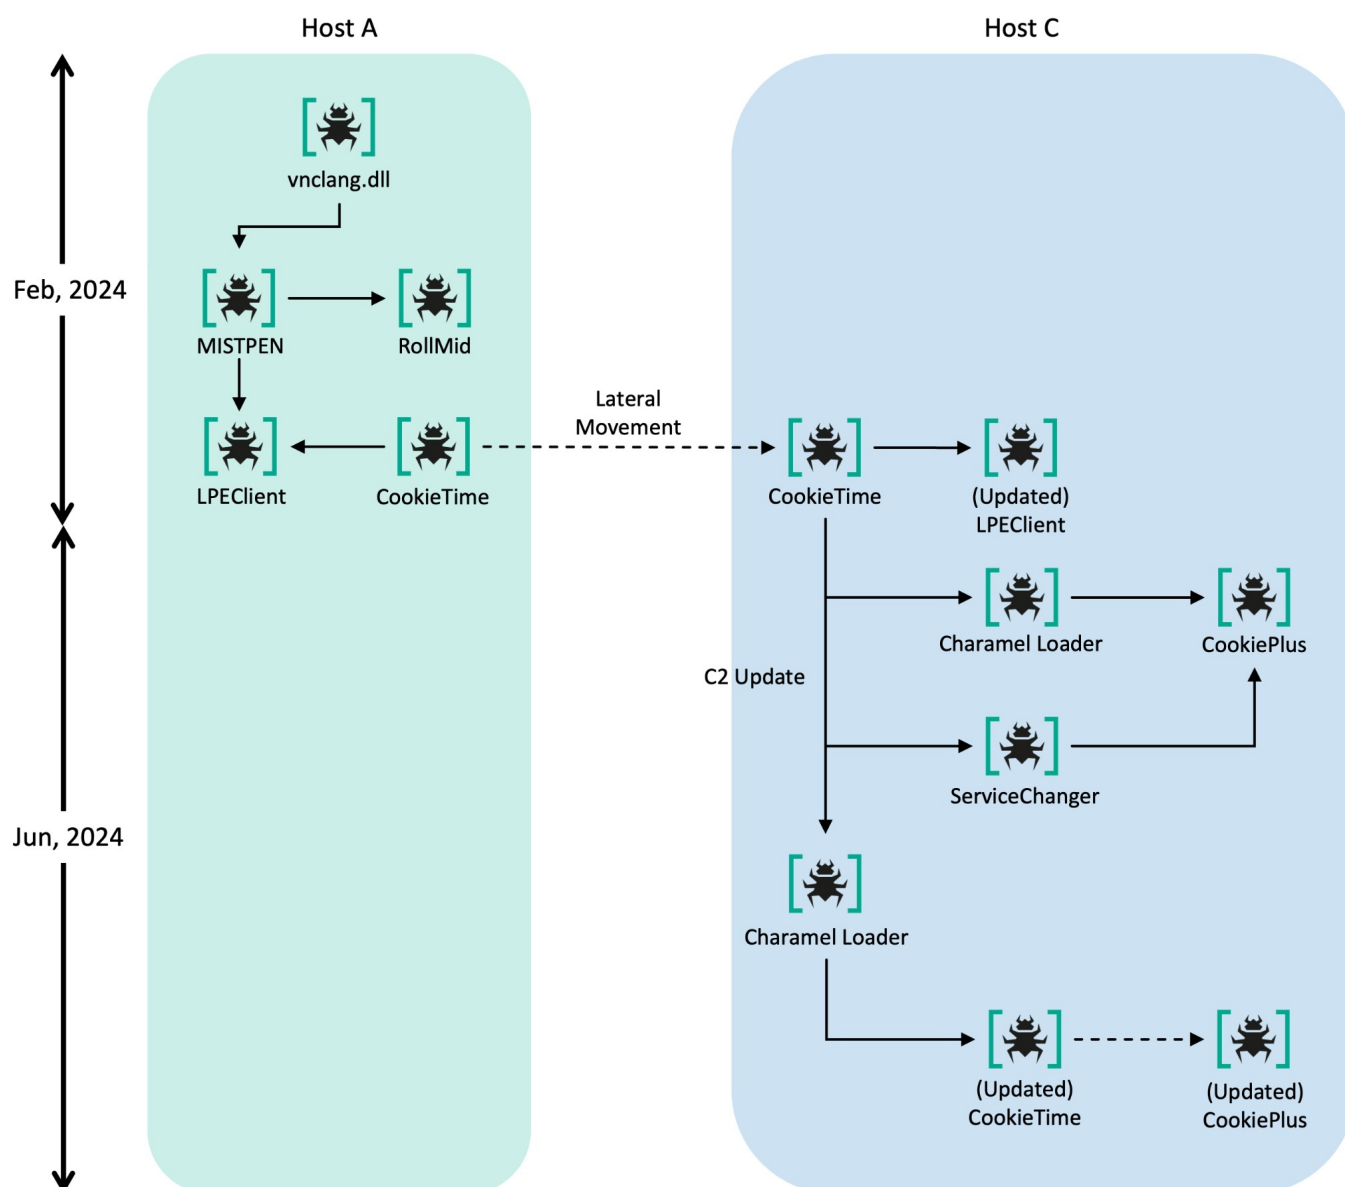 Host A
Host C
vnclang.dll
Feb, 2024
MISTPEN
RollMid
Lateral
Movement
LPEClient
CookieTime
CookieTime
(Updated)
LPEClient
Charamel Loader
CookiePlus
C2 Update
ServiceChanger
Jun, 2024
Charamel Loader
(Updated)
CookieTime
(Updated)
CookiePlus